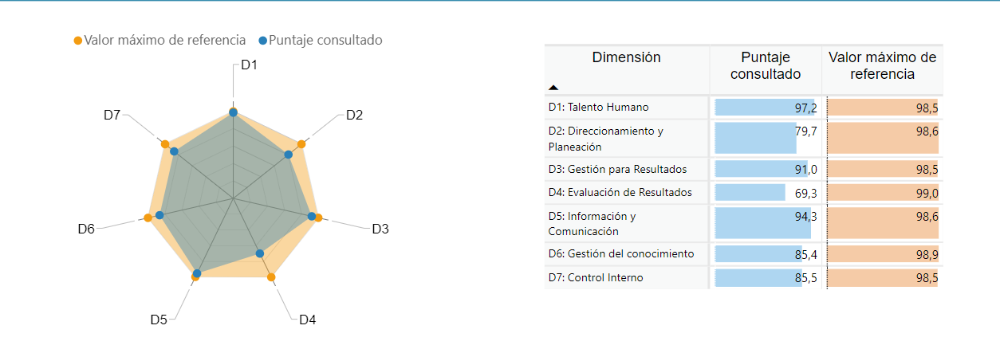 Valor máximo de referencia Puntaje consultado
D1
D7 D2
D6 D3
D5 D4
Dimensión Puntaje consultado Valor máximo de referencia
D1: Talento Humano 97,2 98,5
D2: Direccionamiento y
Planeación 79,7 98,6
D3: Gestión para Resultados 91,0 98,5
D4: Evaluación de Resultados 69,3 99,0
D5: Información y
Comunicación 94,3 98,6
D6: Gestión del conocimiento 85,4 98,9
D7: Control Interno 85,5 98,5